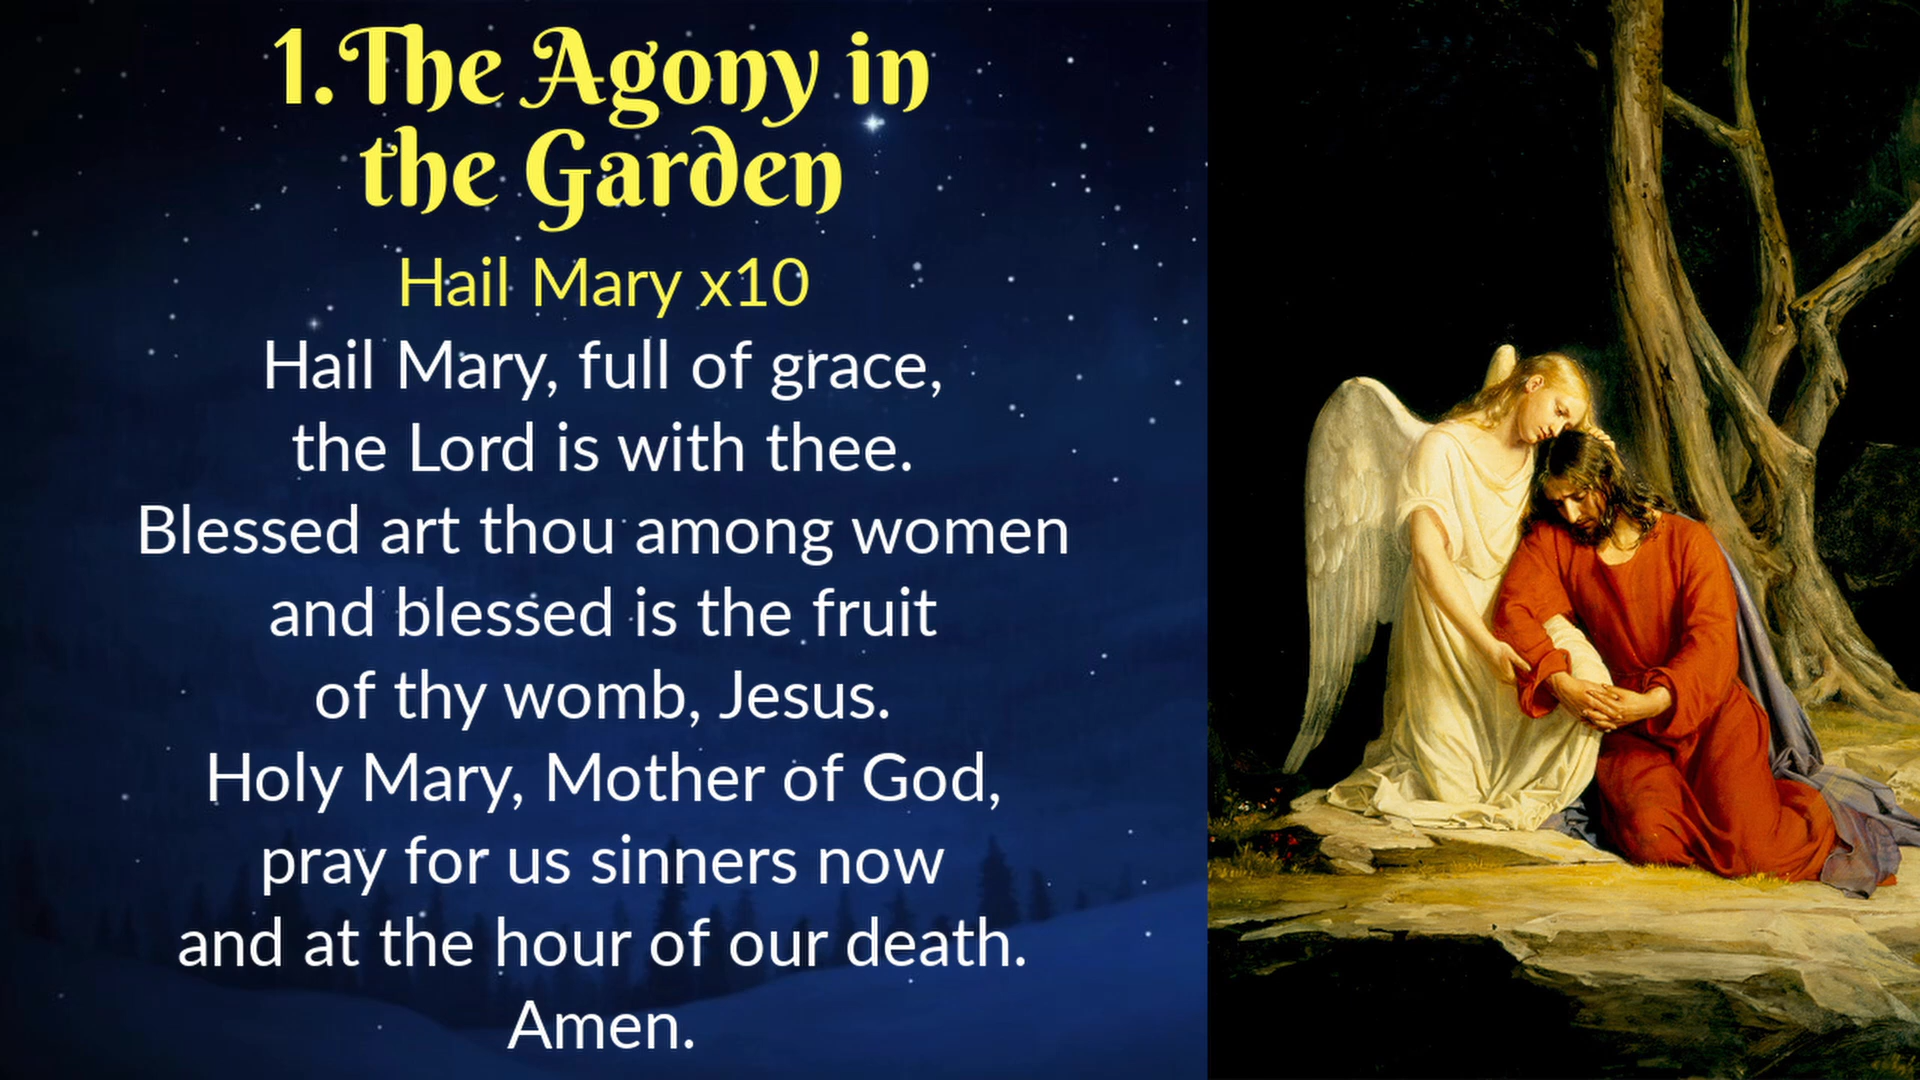 1.The Agony in
the Garden
Hail Mary x10
Hail Mary, full of grace,
the Lord is with thee.
Blessed art thou among women
and blessed is the fruit
of thy womb, Jesus.
Holy Mary, Mother of God,
pray for us sinners now
and at the hour of our death.
Amen.